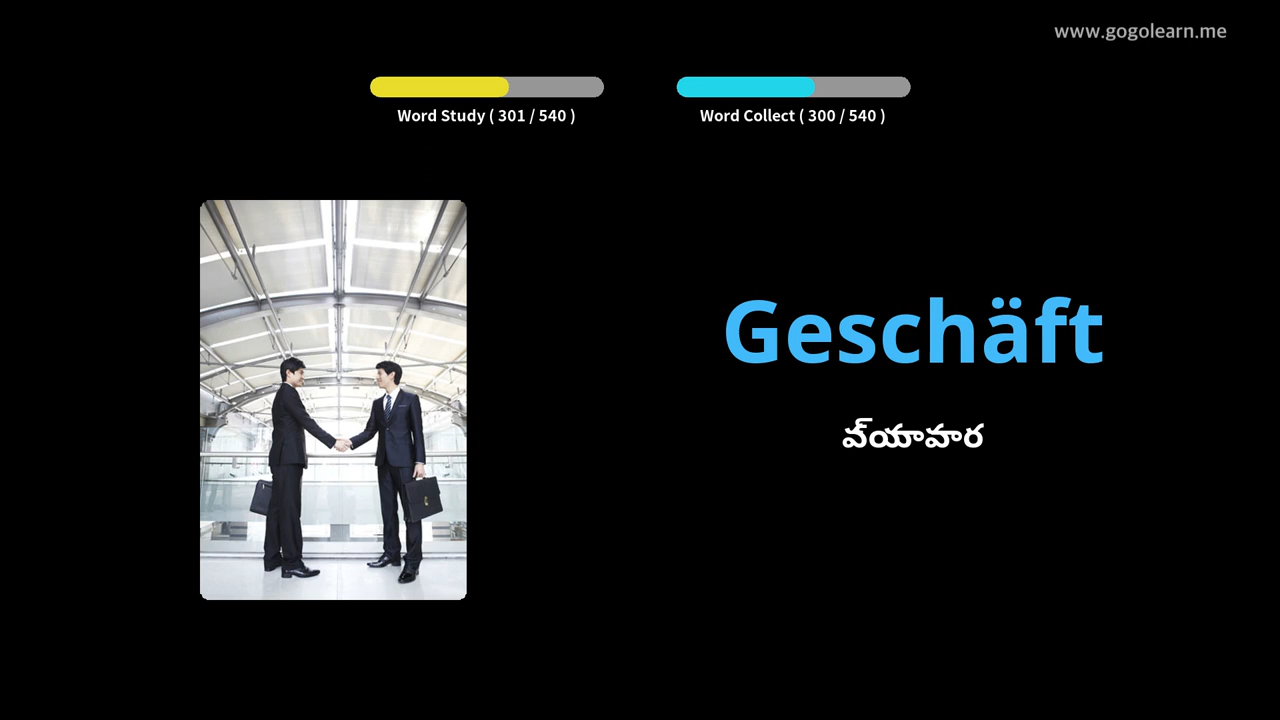 www.gogolearn.me
Word Study ( 301 / 540 )
Word Collect ( 300 / 540 )
Geschäft
వ్యాపార